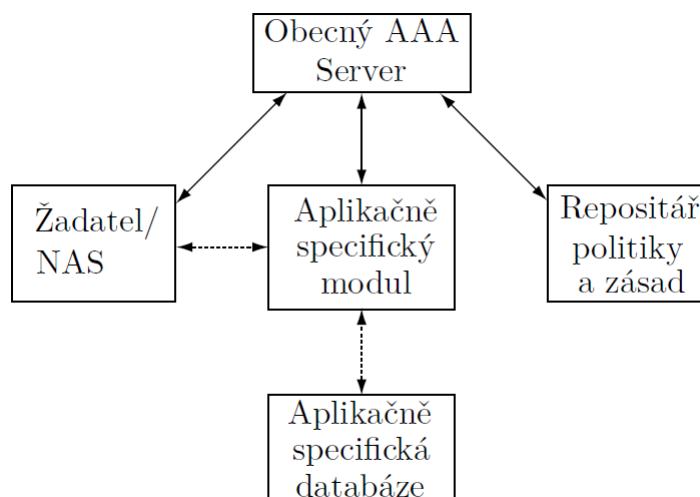 Obecný AAA
Server
Žadatel/
NAS
Aplikačně
specifický
modul
Repositář
politiky
a zásad
Aplikačně
specifická
databáze